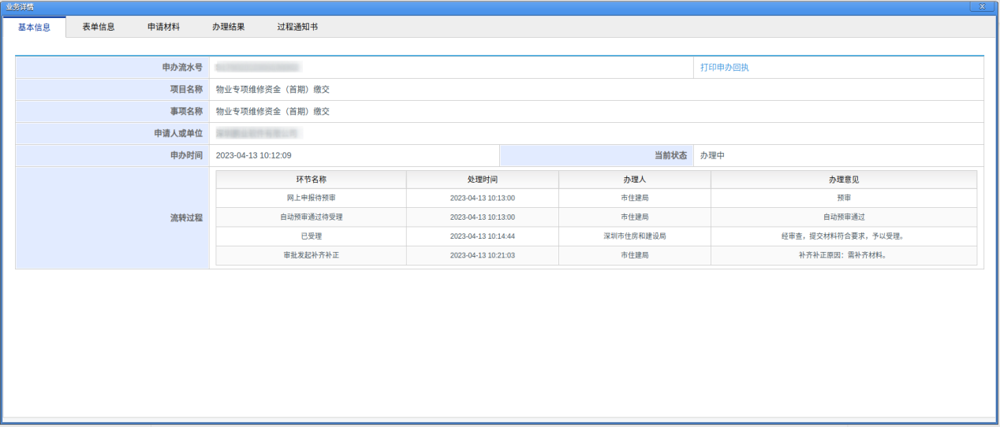 业务详情
基本信息 表单信息 申请材料 办理结果 过程通知书
申办流水号 打印申办回执
项目名称 物业专项维修资金（首期）缴交
事项名称 物业专项维修资金（首期）缴交
申请人或单位
申办时间 2023-04-13 10:12:09 当前状态 办理中
流转过程
环节名称 处理时间 办理人 办理意见
网上申报待预审 2023-04-13 10:13:00 市住建局 预审
自动预审通过待受理 2023-04-13 10:13:00 市住建局 自动预审通过
已受理 2023-04-13 10:14:44 深圳市住房和建设局 经审查，提交材料符合要求，予以受理。
审批发起补齐补正 2023-04-13 10:21:03 市住建局 补齐补正原因：需补齐材料。